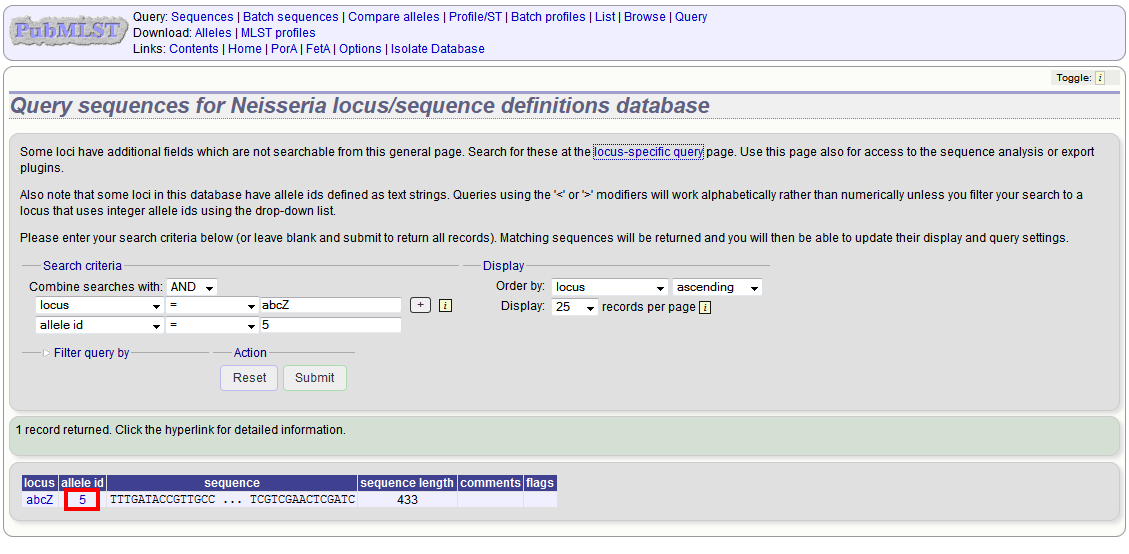 PubMLST
Query: Sequences | Batch sequences | Compare alleles | Profile/ST | Batch profiles | List | Browse | Query
Download: Alleles | MLST profiles
Links: Contents | Home | PorA | FetA | Options | Isolate Database
Toggle: i
Query sequences for Neisseria locus/sequence definitions database
Some loci have additional fields which are not searchable from this general page. Search for these at the locus-specific query page. Use this page also for access to the sequence analysis or export
plugins.
Also note that some loci in this database have allele ids defined as text strings. Queries using the '<' or '>' modifiers will work alphabetically rather than numerically unless you filter your search to a
locus that uses integer allele ids using the drop-down list.
Please enter your search criteria below (or leave blank and submit to return all records). Matching sequences will be returned and you will then be able to update their display and query settings.
Search criteria
Combine searches with: AND
locus = abcZ + i
allele id = 5
Display
Order by: locus ascending
Display: 25 records per page i
Filter query by
Action
Reset Submit
1 record returned. Click the hyperlink for detailed information.
locus allele id sequence sequence length comments flags
abcZ 5 TTTGATACCGTTGCC ... TCGTCGAACTCGATC 433